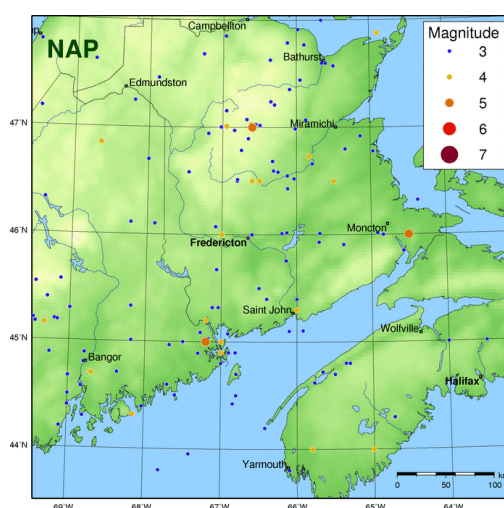 NAP
Campbellton
Bathurst
Magnitude
3
4
5
6
7
Edmundston
47°N
Miramichi
46°N
Fredericton
Moncton
Saint John
45°N
Wolfville
Bangor
Halifax
44°N
Yarmouth
km
0 50 100
69°W 68°W 67°W 66°W 65°W 64°W